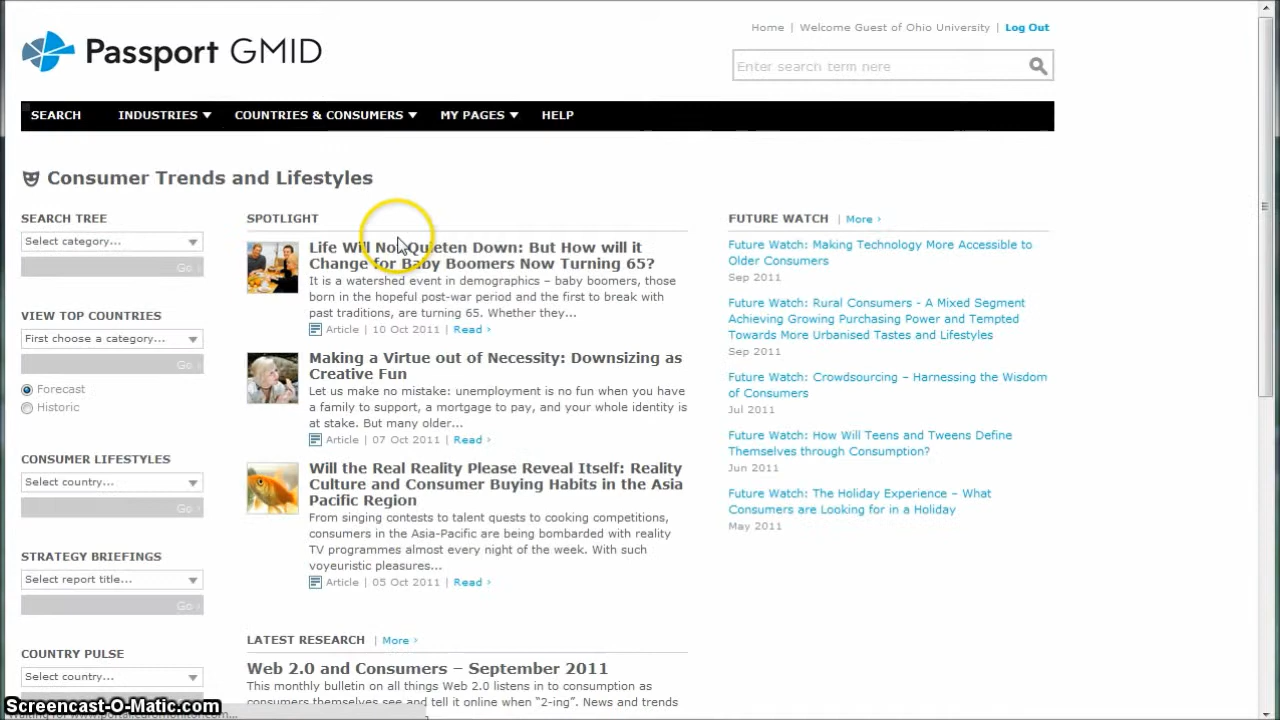 Home | Welcome Guest of Ohio University | Log Out
Passport GMID
Enter search term here
SEARCH INDUSTRIES COUNTRIES & CONSUMERS MY PAGES HELP
Consumer Trends and Lifestyles
SEARCH TREE
Select category...
Go ›
VIEW TOP COUNTRIES
First choose a category...
Go ›
Forecast
Historic
CONSUMER LIFESTYLES
Select country...
Go ›
STRATEGY BRIEFINGS
Select report title...
Go ›
COUNTRY PULSE
Select country...
SPOTLIGHT
Life Will Not Quieten Down: But How will it
Change for Baby Boomers Now Turning 65?
It is a watershed event in demographics – baby boomers, those
born in the hopeful post-war period and the first to break with
past traditions, are turning 65. Whether they...
Article | 10 Oct 2011 | Read ›
Making a Virtue out of Necessity: Downsizing as
Creative Fun
Let us make no mistake: unemployment is no fun when you have
a family to support, a mortgage to pay, and your whole identity is
at stake. But many older...
Article | 07 Oct 2011 | Read ›
Will the Real Reality Please Reveal Itself: Reality
Culture and Consumer Buying Habits in the Asia
Pacific Region
From singing contests to talent quests to cooking competitions,
consumers in the Asia-Pacific are being bombarded with reality
TV programmes almost every night of the week. With such
voyeuristic pleasures...
Article | 05 Oct 2011 | Read ›
LATEST RESEARCH | More ›
Web 2.0 and Consumers – September 2011
This monthly bulletin on all things Web 2.0 listens in to consumption as
consumers themselves see and tell it online when “2-ing”. News and trends
FUTURE WATCH | More ›
Future Watch: Making Technology More Accessible to
Older Consumers
Sep 2011
Future Watch: Rural Consumers - A Mixed Segment
Achieving Growing Purchasing Power and Tempted
Towards More Urbanised Tastes and Lifestyles
Sep 2011
Future Watch: Crowdsourcing – Harnessing the Wisdom
of Consumers
Jul 2011
Future Watch: How Will Teens and Tweens Define
Themselves through Consumption?
Jun 2011
Future Watch: The Holiday Experience – What
Consumers are Looking for in a Holiday
May 2011
Screencast-O-Matic.com